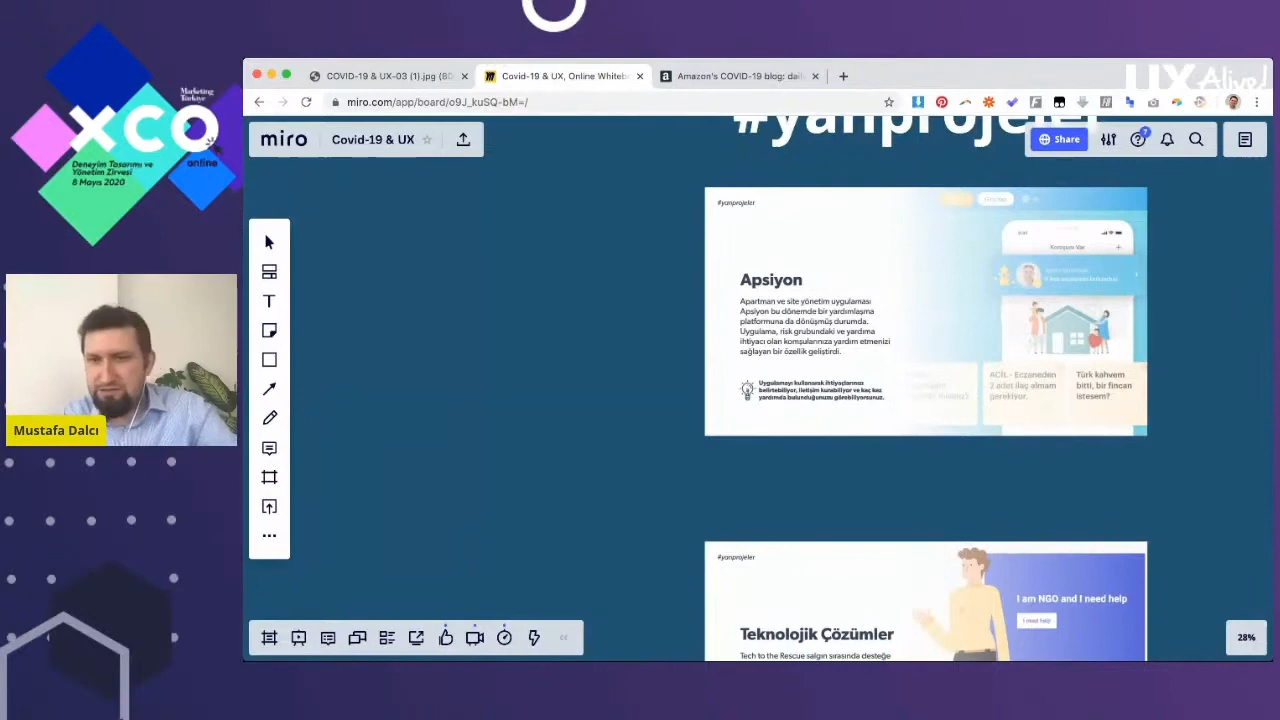 Marketing
Türkiye
XCO
online
Deneyim Tasarımı ve
Yönetim Zirvesi
8 Mayıs 2020
Mustafa Dalcı
COVID-19 & UX-03 (1).jpg (80
Covid-19 & UX, Online Whiteb
Amazon's COVID-19 blog: dail
UX Alive!
miro.com/app/board/o9J_kuSQ-bM=/
miro
Covid-19 & UX
#yanprojeler
Share
7
#yanprojeler
Apsiyon
Apartman ve site yönetim uygulaması
Apsiyon bu dönemde bir yardımlaşma
platformuna da dönüşmüş durumda.
Uygulama, risk grubundaki ve yardıma
ihtiyacı olan komşularınıza yardım etmenizi
sağlayan bir özellik geliştirdi.
Uygulamayı kullanarak ihtiyaçlarınızı
belirtebiliyor, iletişim kurabiliyor ve kaç kez
yardımda bulunduğunuzu görebiliyorsunuz.
Komşum Var
#ACİL - Eczaneden
2 adet ilaç almam
gerekiyor.
Türk kahvem
bitti, bir fincan
istesem?
#yanprojeler
Teknolojik Çözümler
Tech to the Rescue salgın sırasında desteğe
I am NGO and I need help
I need help
28%